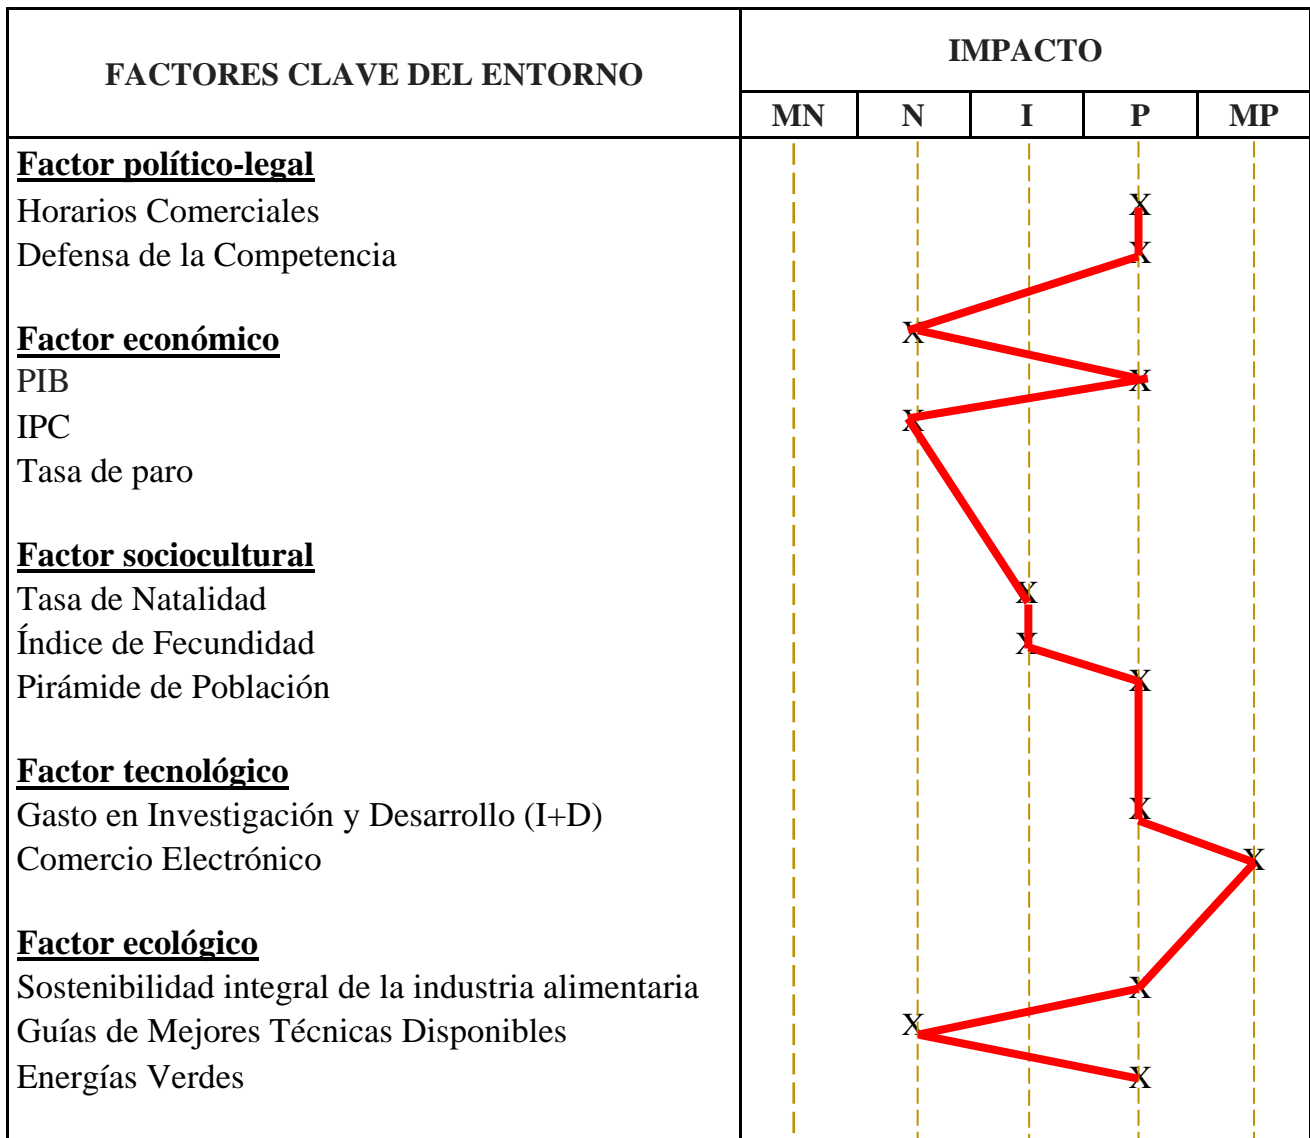 FACTORES CLAVE DEL ENTORNO
IMPACTO
MN N I P MP
Factor político-legal
Horarios Comerciales X
Defensa de la Competencia X
Factor económico X
PIB X
IPC X
Tasa de paro
Factor sociocultural
Tasa de Natalidad X
Índice de Fecundidad X
Pirámide de Población X
Factor tecnológico
Gasto en Investigación y Desarrollo (I+D) X
Comercio Electrónico X
Factor ecológico
Sostenibilidad integral de la industria alimentaria X
Guías de Mejores Técnicas Disponibles X
Energías Verdes X